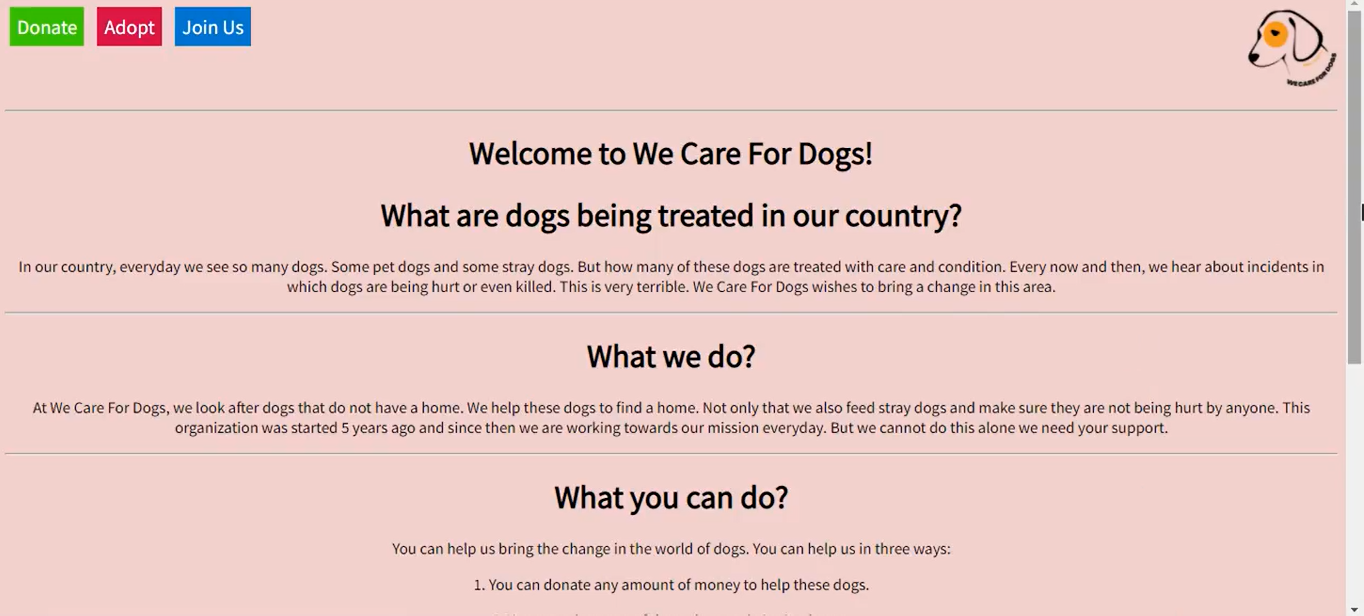 Donate Adopt Join Us
WE CARE FOR DOGS
Welcome to We Care For Dogs!
What are dogs being treated in our country?
In our country, everyday we see so many dogs. Some pet dogs and some stray dogs. But how many of these dogs are treated with care and condition. Every now and then, we hear about incidents in
which dogs are being hurt or even killed. This is very terrible. We Care For Dogs wishes to bring a change in this area.
What we do?
At We Care For Dogs, we look after dogs that do not have a home. We help these dogs to find a home. Not only that we also feed stray dogs and make sure they are not being hurt by anyone. This
organization was started 5 years ago and since then we are working towards our mission everyday. But we cannot do this alone we need your support.
What you can do?
You can help us bring the change in the world of dogs. You can help us in three ways:
1. You can donate any amount of money to help these dogs.